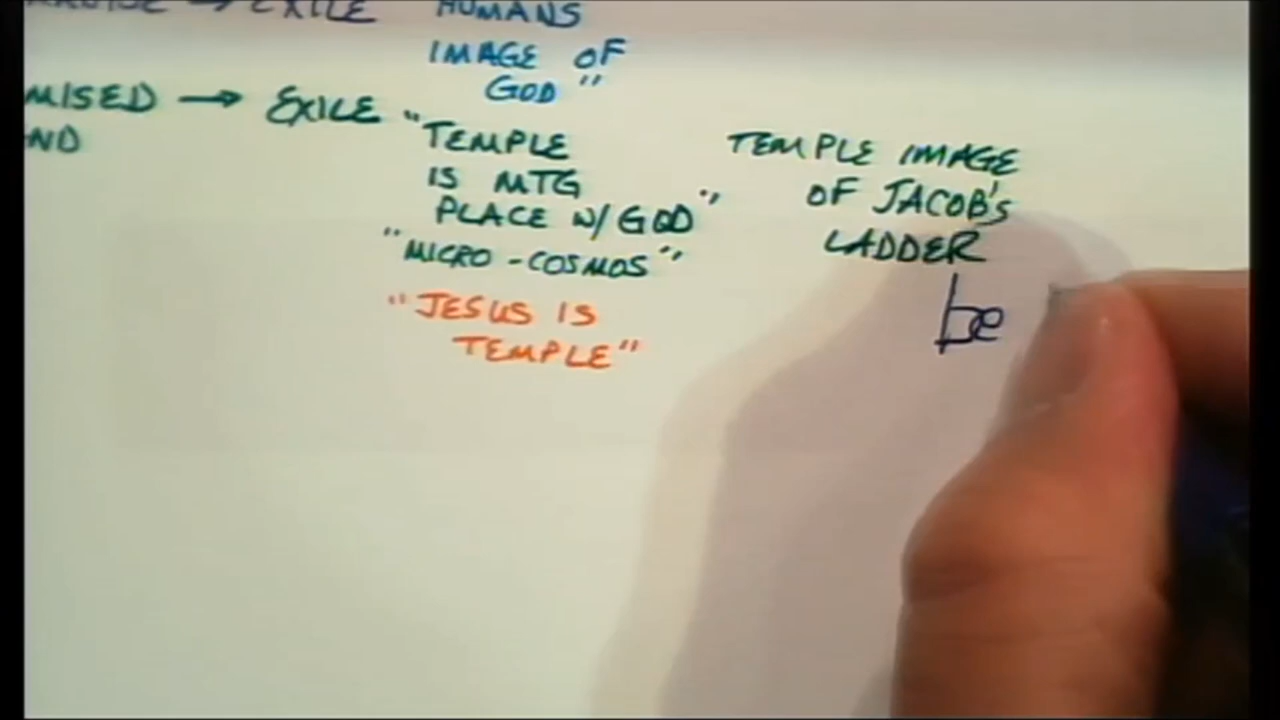 → EXILE HUMANS
IMAGE OF
GOD"
MISED → EXILE "TEMPLE
ND
IS MTG
PLACE W/GOD"
"MICRO-COSMOS"
"JESUS IS
TEMPLE"
TEMPLE IMAGE
OF JACOB'S
LADDER
be